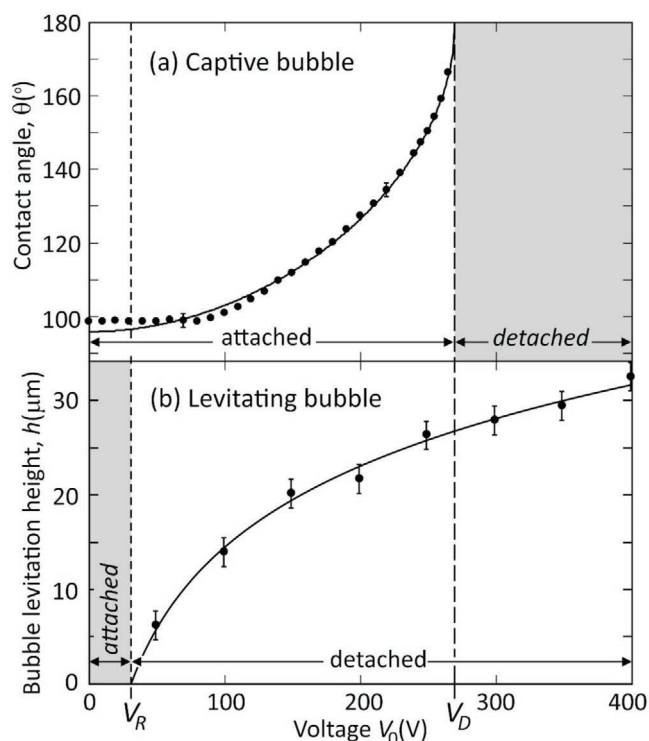 180
(a) Captive bubble
160
Contact angle, θ(°)
140
120
100
attached
detached
(b) Levitating bubble
30
Bubble levitation height, h(μm)
20
10
attached
detached
0
0
100
200
300
400
V_R
Voltage V_0(V)
V_D